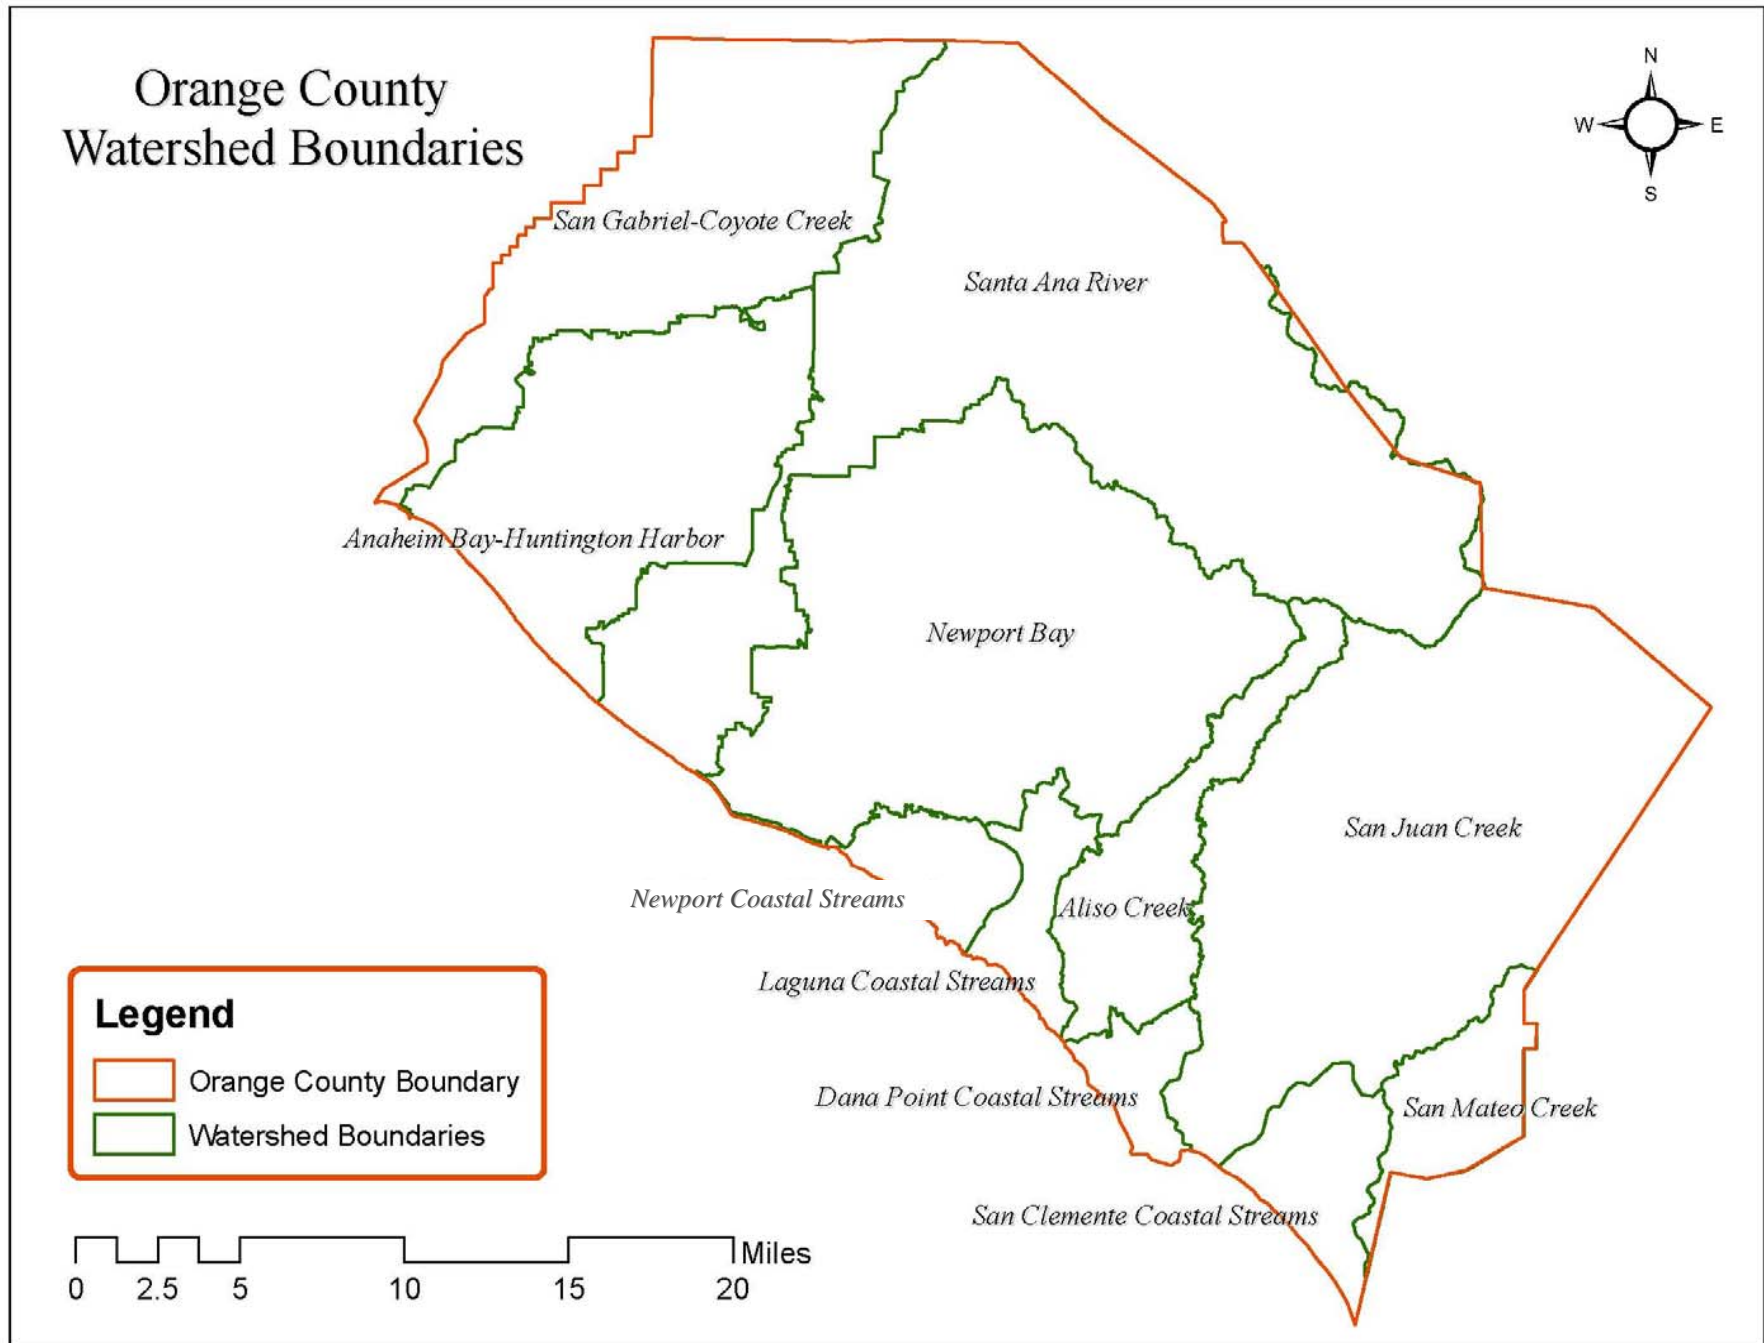 Orange County
Watershed Boundaries
N
W
E
S
San Gabriel-Coyote Creek
Santa Ana River
Anaheim Bay-Huntington Harbor
Newport Bay
San Juan Creek
Newport Coastal Streams
Aliso Creek
Laguna Coastal Streams
Dana Point Coastal Streams
San Mateo Creek
San Clemente Coastal Streams
Legend
Orange County Boundary
Watershed Boundaries
Miles
0 2.5 5 10 15 20